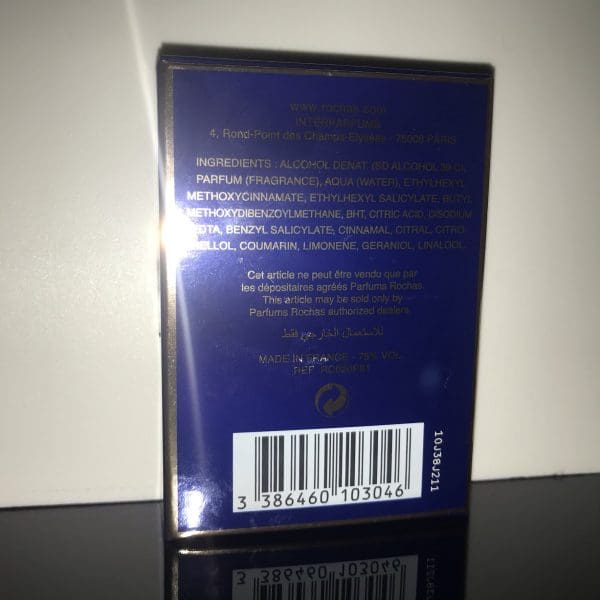 www.rochas.com
INTERPARFUMS
4, Rond-Point des Champs-Elysées - 75008 PARIS
INGREDIENTS : ALCOHOL DENAT. (SD ALCOHOL 39 C),
PARFUM (FRAGRANCE), AQUA (WATER), ETHYLHEXYL
METHOXYCINNAMATE, ETHYLHEXYL SALICYLATE, BUTYL
METHOXYDIBENZOYLMETHANE, BHT, CITRIC ACID, DISODIUM
EDTA, BENZYL SALICYLATE, CINNAMAL, CITRAL, CITRO-
NELLOL, COUMARIN, LIMONENE, GERANIOL, LINALOOL.
Cet article ne peut être vendu que par
les dépositaires agréés Parfums Rochas.
This article may be sold only by
Parfums Rochas authorized dealers.
للاستعمال الخارجي فقط
MADE IN FRANCE - 75% VOL.
REF.
10J38J211
3 386460 103046